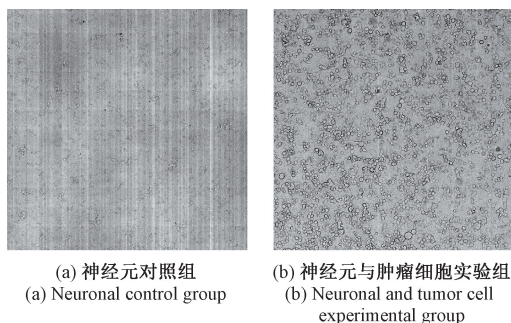 (a) 神经元对照组
(a) Neuronal control group
(b) 神经元与肿瘤细胞实验组
(b) Neuronal and tumor cell
experimental group